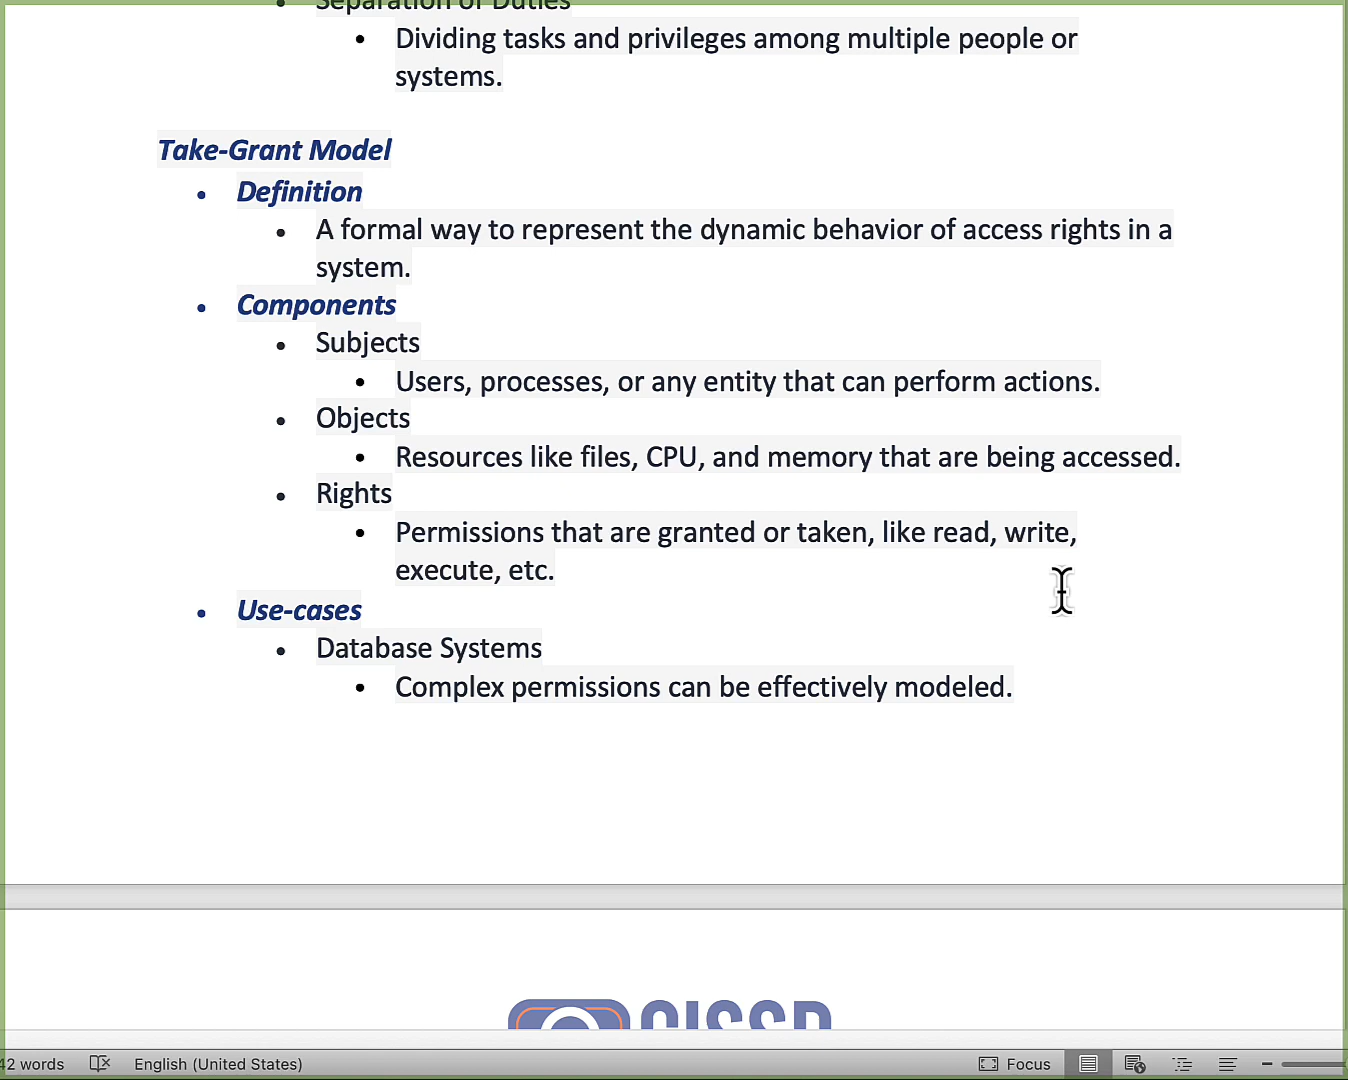 Separation of Duties
Dividing tasks and privileges among multiple people or
systems.
Take-Grant Model
Definition
A formal way to represent the dynamic behavior of access rights in a
system.
Components
Subjects
Users, processes, or any entity that can perform actions.
Objects
Resources like files, CPU, and memory that are being accessed.
Rights
Permissions that are granted or taken, like read, write,
execute, etc.
Use-cases
Database Systems
Complex permissions can be effectively modeled.
CISSP
42 words English (United States) Focus